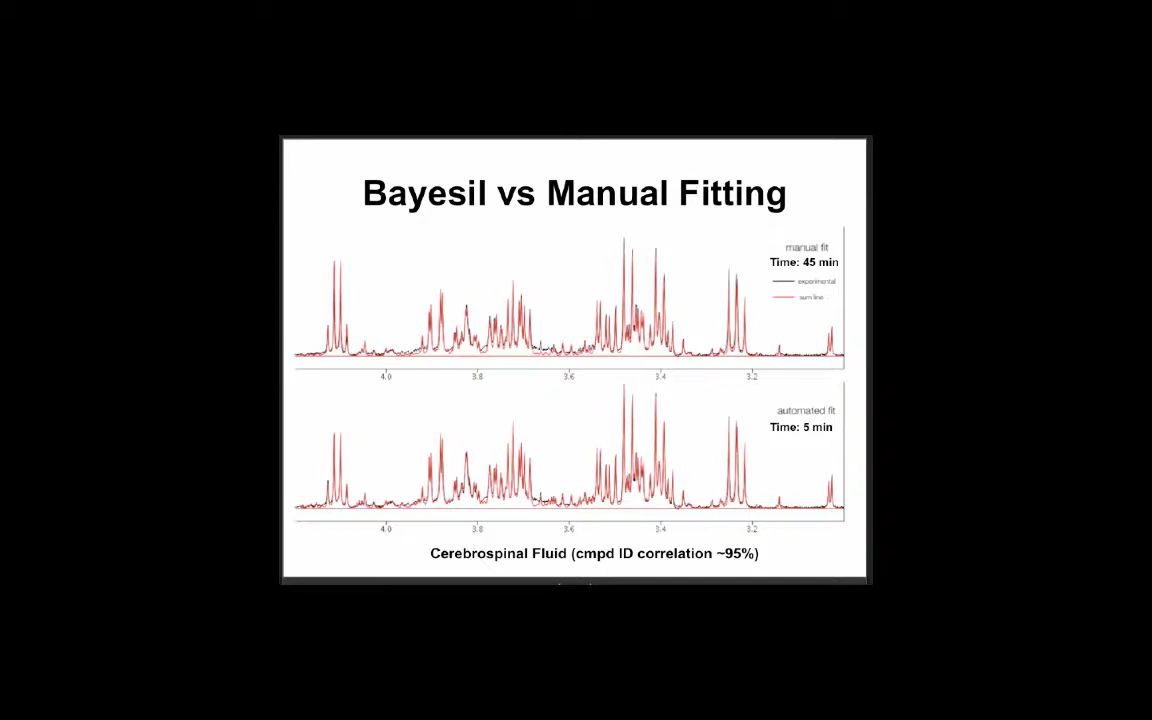 Bayesil vs Manual Fitting
manual fit
Time: 45 min
experimental
sum line
4.0 3.8 3.6 3.4 3.2
automated fit
Time: 5 min
4.0 3.8 3.6 3.4 3.2
Cerebrospinal Fluid (cmpd ID correlation ~95%)